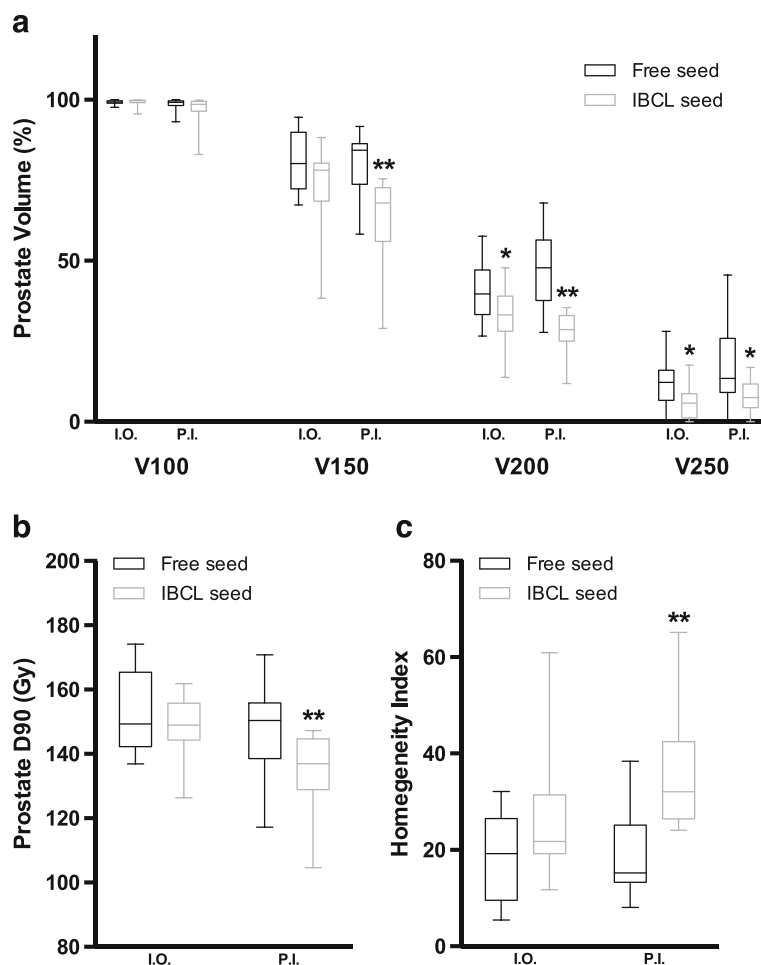 a
Prostate Volume (%)
100
50
0
Free seed
IBCL seed
**
*
**
*
*
I.O. P.I. I.O. P.I. I.O. P.I. I.O. P.I.
V100 V150 V200 V250
b
Prostate D90 (Gy)
200
180
160
140
120
100
80
Free seed
IBCL seed
**
I.O. P.I.
c
Homegeneity Index
80
60
40
20
0
Free seed
IBCL seed
**
I.O. P.I.